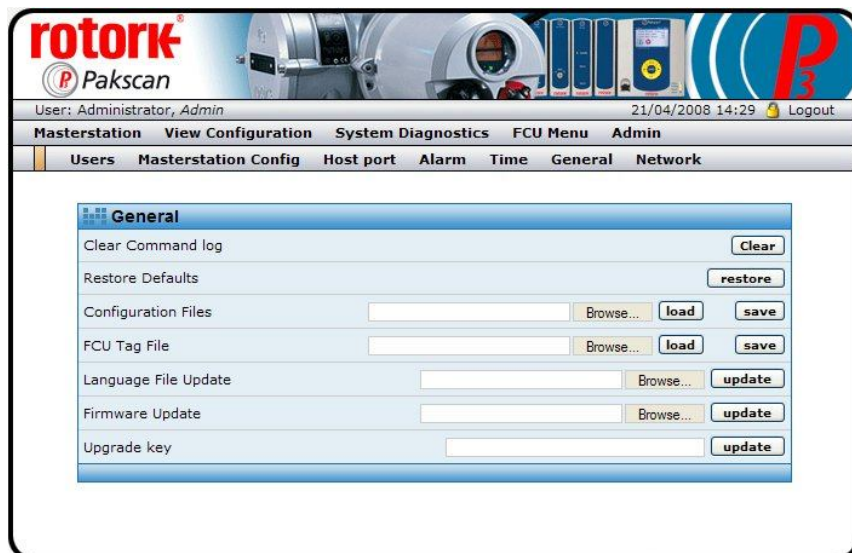 rotork
Pakscan
P3
User: Administrator, Admin 21/04/2008 14:29 Logout
Masterstation View Configuration System Diagnostics FCU Menu Admin
Users Masterstation Config Host port Alarm Time General Network
General
Clear Command log Clear
Restore Defaults restore
Configuration Files Browse... load save
FCU Tag File Browse... load save
Language File Update Browse... update
Firmware Update Browse... update
Upgrade key update